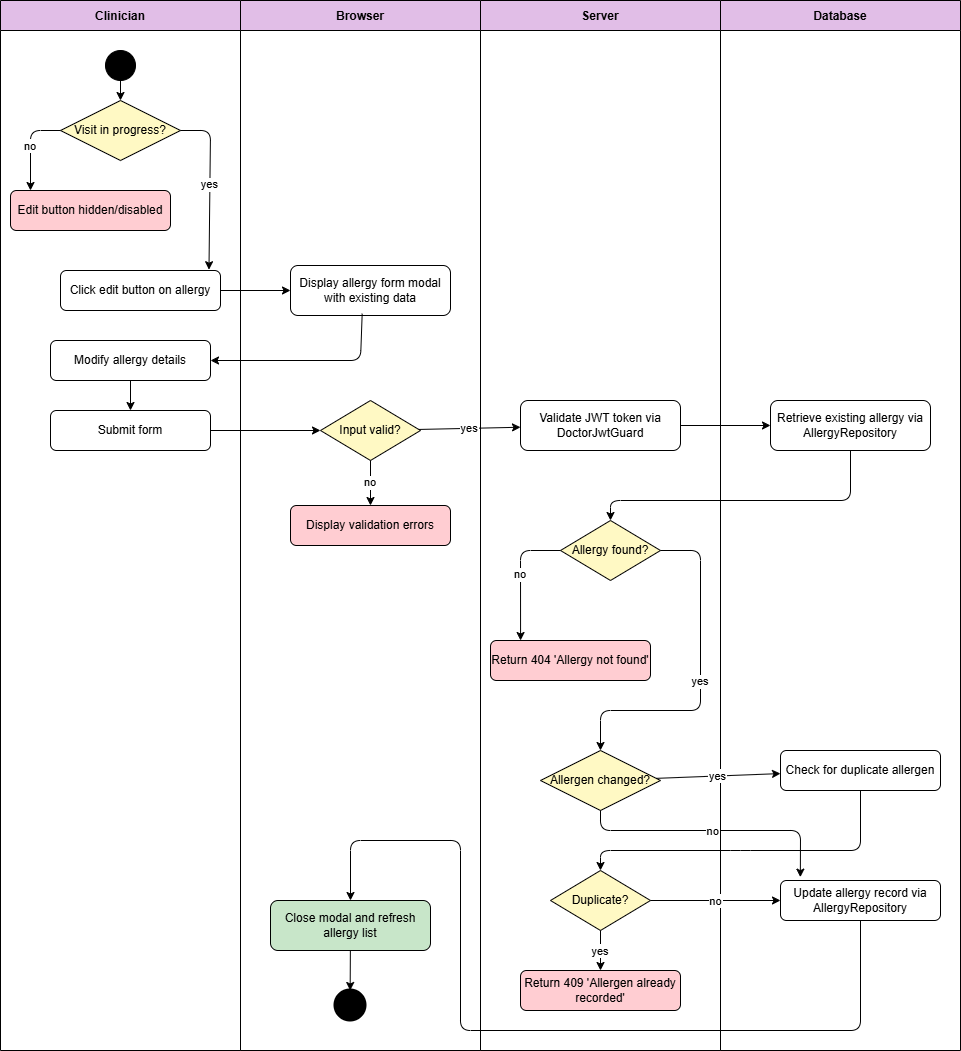 Clinician
Browser
Server
Database
Visit in progress?
no
yes
Edit button hidden/disabled
Click edit button on allergy
Display allergy form modal
with existing data
Modify allergy details
Submit form
Input valid?
yes
no
Display validation errors
Validate JWT token via
DoctorJwtGuard
Retrieve existing allergy via
AllergyRepository
Allergy found?
no
Return 404 'Allergy not found'
yes
Allergen changed?
yes
Check for duplicate allergen
no
Duplicate?
no
Update allergy record via
AllergyRepository
yes
Return 409 'Allergen already
recorded'
Close modal and refresh
allergy list